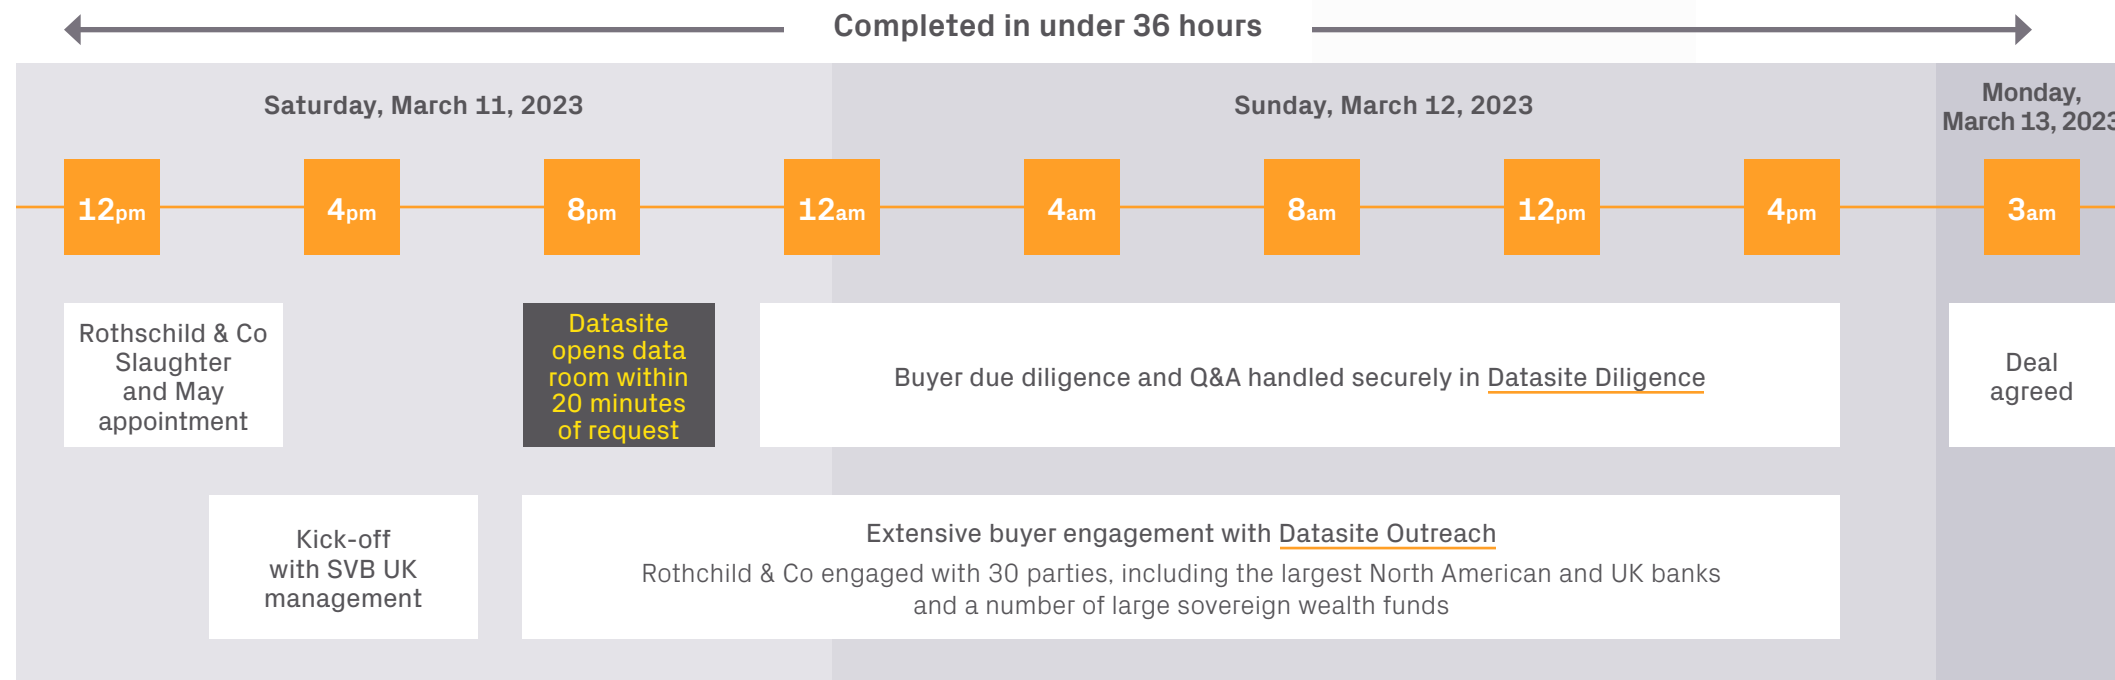 Completed in under 36 hours
Saturday, March 11, 2023
Sunday, March 12, 2023
Monday,
March 13, 2023
12pm
4pm
8pm
12am
4am
8am
12pm
4pm
3am
Rothschild & Co
Slaughter
and May
appointment
Datasite
opens data
room within
20 minutes
of request
Buyer due diligence and Q&A handled securely in Datasite Diligence
Deal
agreed
Kick-off
with SVB UK
management
Extensive buyer engagement with Datasite Outreach
Rothchild & Co engaged with 30 parties, including the largest North American and UK banks
and a number of large sovereign wealth funds